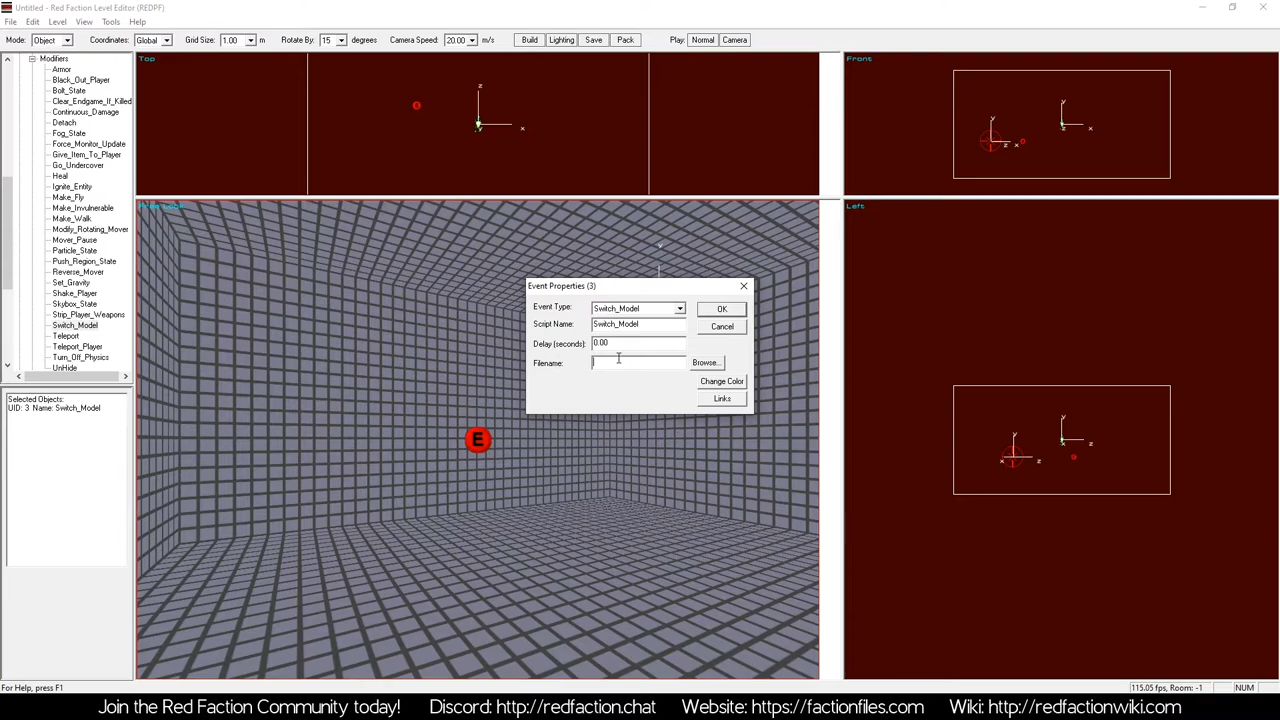 Untitled - Red Faction Level Editor (REDPF)
File Edit Level View Tools Help
Mode: Object Coordinates: Global Grid Size: 1.00 m Rotate By: 15 degrees Camera Speed: 20.00 m/s Build Lighting Save Pack Play: Normal Camera
Modifiers
Armor
Black_Out_Player
Bolt_State
Clear_Endgame_If_Killed
Continuous_Damage
Detach
Fog_State
Force_Monitor_Update
Give_Item_To_Player
Go_Undercover
Heal
Ignite_Entity
Make_Fly
Make_Invulnerable
Make_Walk
Modify_Rotating_Mover
Mover_Pause
Particle_State
Push_Region_State
Reverse_Mover
Set_Gravity
Shake_Player
Skybox_State
Strip_Player_Weapons
Switch_Model
Teleport
Teleport_Player
Turn_Off_Physics
UnHide
Selected Objects:
UID: 3 Name: Switch_Model
Top
z
x
Front
y
y
z x
z
x
y
E
Event Properties (3)
Event Type: Switch_Model OK
Script Name: Switch_Model Cancel
Delay (seconds): 0.00
Filename: Browse...
Change Color
Links
Left
y
y
x
z
x
z
For Help, press F1
115.05 fps, Room: -1 NUM
Join the Red Faction Community today! Discord: http://redfaction.chat Website: https://factionfiles.com Wiki: http://redfactionwiki.com